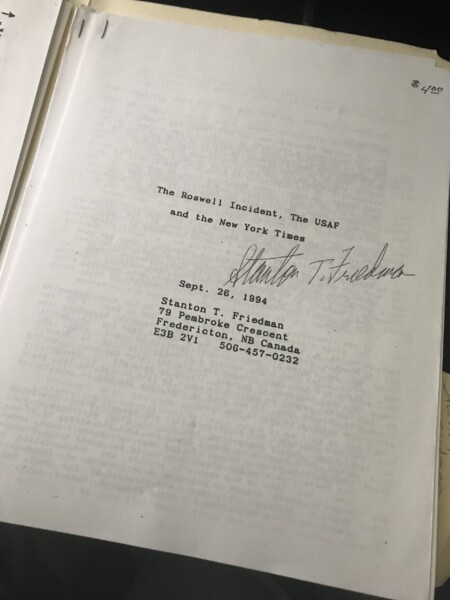 $4.00
The Roswell Incident, The USAF
and the New York Times
Stanton T. Friedman
Sept. 26, 1994
Stanton T. Friedman
79 Pembroke Crescent
Fredericton, NB Canada
E3B 2V1 506-457-0232